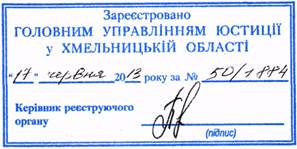 Зареєстровано
ГОЛОВНИМ УПРАВЛІННЯМ ЮСТИЦІЇ
у ХМЕЛЬНИЦЬКІЙ ОБЛАСТІ
"17" червня 2013 року за № 50/1884
Керівник реєструючого
органу
(підпис)